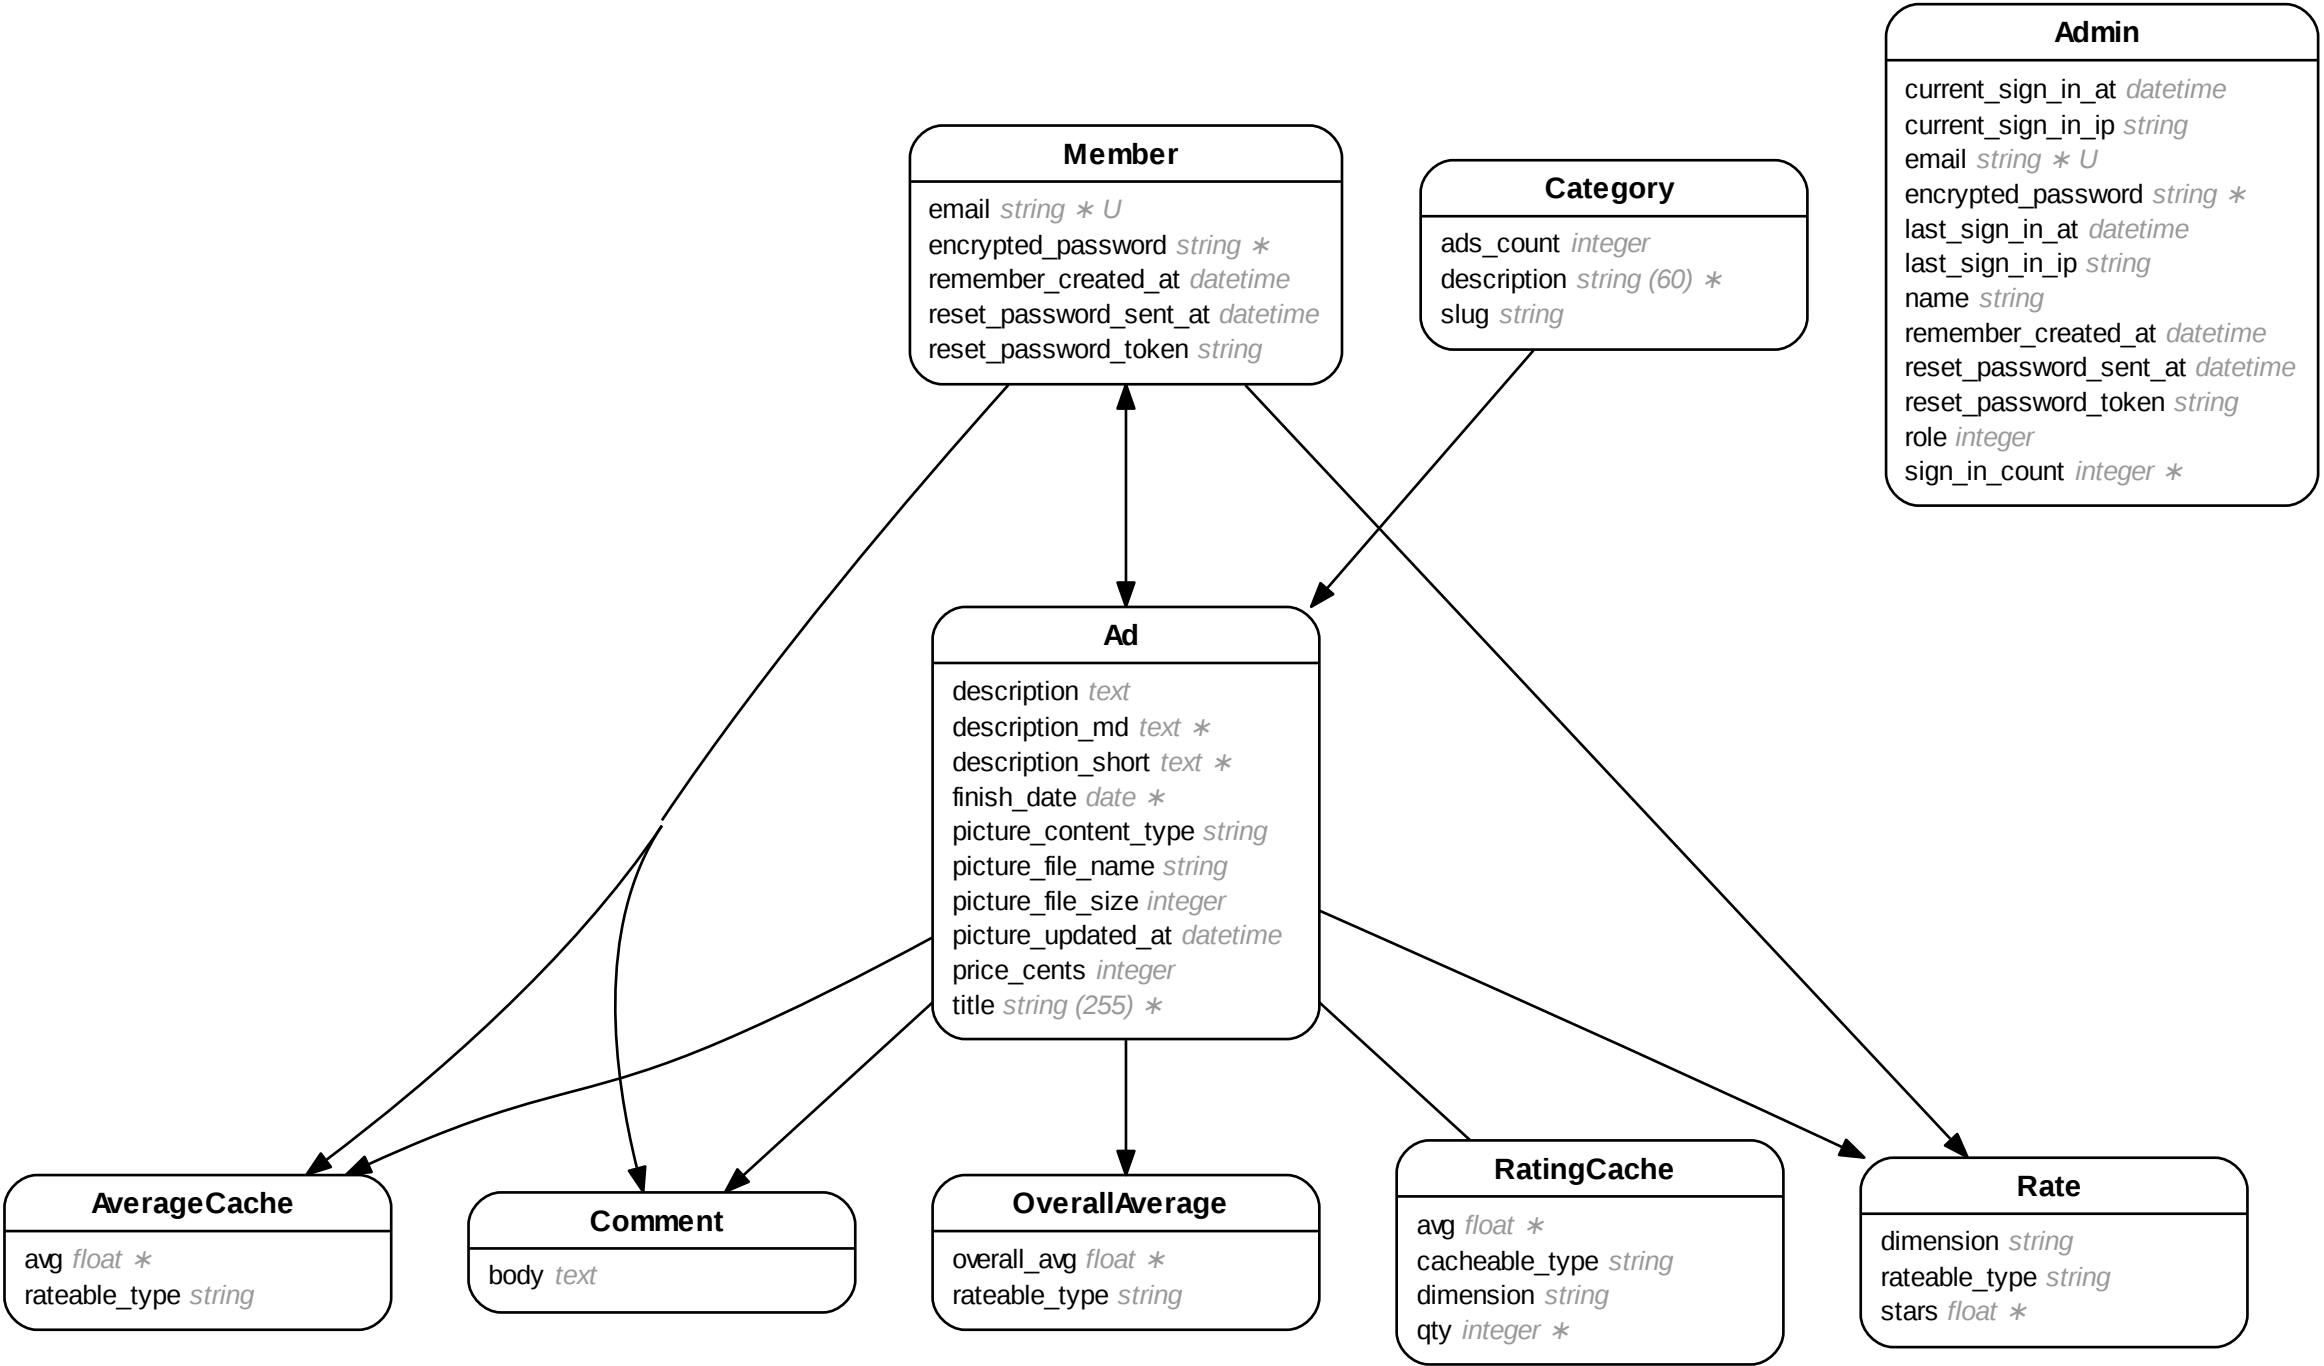 Admin
current_sign_in_at datetime
current_sign_in_ip string
email string ∗ U
encrypted_password string ∗
last_sign_in_at datetime
last_sign_in_ip string
name string
remember_created_at datetime
reset_password_sent_at datetime
reset_password_token string
role integer
sign_in_count integer ∗
Member
email string ∗ U
encrypted_password string ∗
remember_created_at datetime
reset_password_sent_at datetime
reset_password_token string
Category
ads_count integer
description string (60) ∗
slug string
Ad
description text
description_md text ∗
description_short text ∗
finish_date date ∗
picture_content_type string
picture_file_name string
picture_file_size integer
picture_updated_at datetime
price_cents integer
title string (255) ∗
AverageCache
avg float ∗
rateable_type string
Comment
body text
OverallAverage
overall_avg float ∗
rateable_type string
RatingCache
avg float ∗
cacheable_type string
dimension string
qty integer ∗
Rate
dimension string
rateable_type string
stars float ∗